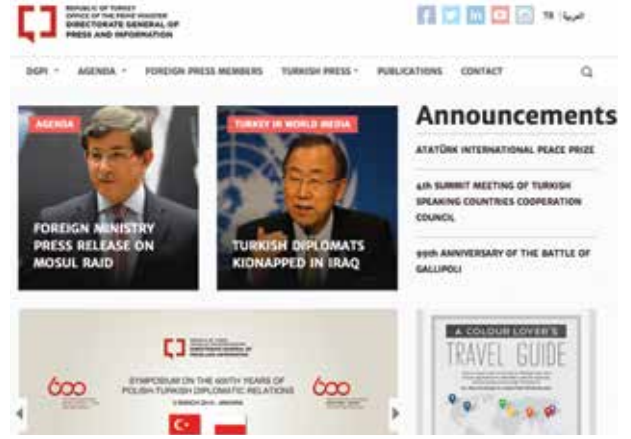 REPUBLIC OF TURKEY
OFFICE OF THE PRIME MINISTER
DIRECTORATE GENERAL OF
PRESS AND INFORMATION
TR | العربية
DGPI
AGENDA
FOREIGN PRESS MEMBERS
TURKISH PRESS
PUBLICATIONS
CONTACT
AGENDA
FOREIGN MINISTRY
PRESS RELEASE ON
MOSUL RAID
TURKEY IN WORLD MEDIA
TURKISH DIPLOMATS
KIDNAPPED IN IRAQ
Announcements
ATATÜRK INTERNATIONAL PEACE PRIZE
4th SUMMIT MEETING OF TURKISH
SPEAKING COUNTRIES COOPERATION
COUNCIL
99th ANNIVERSARY OF THE BATTLE OF
GALLIPOLI
SYMPOSIUM ON THE 600TH YEARS OF
POLISH-TURKISH DIPLOMATIC RELATIONS
600
600
A COLOUR LOVER'S
TRAVEL GUIDE